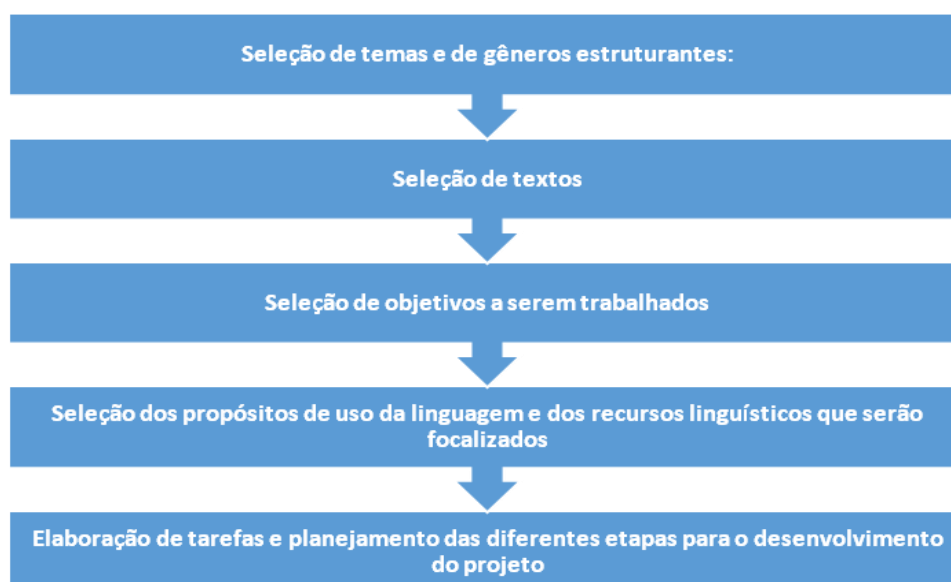 Seleção de temas e de gêneros estruturantes:
Seleção de textos
Seleção de objetivos a serem trabalhados
Seleção dos propósitos de uso da linguagem e dos recursos linguísticos que serão
focalizados
Elaboração de tarefas e planejamento das diferentes etapas para o desenvolvimento
do projeto